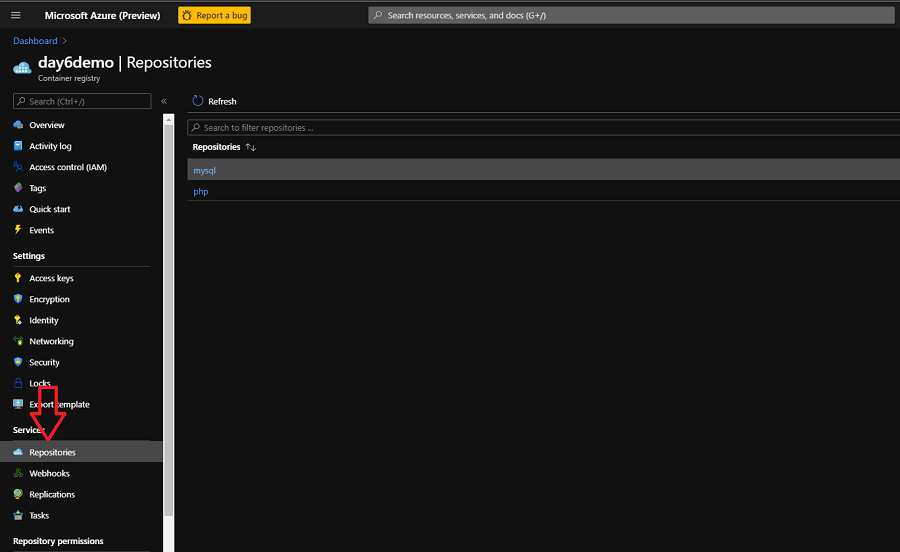 Microsoft Azure (Preview) Report a bug Search resources, services, and docs (G+/)
Dashboard >
day6demo | Repositories
Container registry
Search (Ctrl+/) «
Overview
Activity log
Access control (IAM)
Tags
Quick start
Events
Settings
Access keys
Encryption
Identity
Networking
Security
Locks
Export template
Services
Repositories
Webhooks
Replications
Tasks
Repository permissions
Refresh
Search to filter repositories ...
Repositories ↑↓
mysql
php